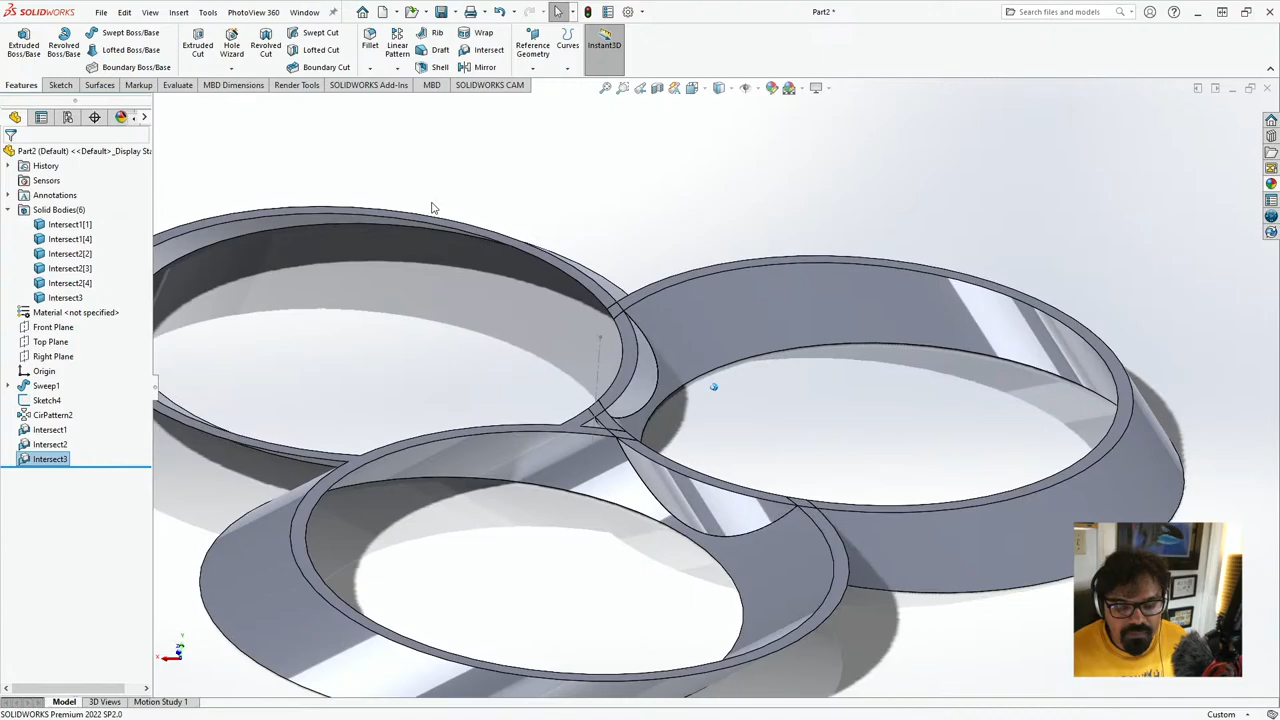 SOLIDWORKS File Edit View Insert Tools PhotoView 360 Window Part2 * Search files and models
Extruded Boss/Base
Revolved Boss/Base
Swept Boss/Base
Lofted Boss/Base
Boundary Boss/Base
Extruded Cut
Hole Wizard
Revolved Cut
Swept Cut
Lofted Cut
Boundary Cut
Fillet
Linear Pattern
Rib
Draft
Shell
Wrap
Intersect
Mirror
Reference Geometry
Curves
Instant3D
Features Sketch Surfaces Markup Evaluate MBD Dimensions Render Tools SOLIDWORKS Add-Ins MBD SOLIDWORKS CAM
Part2 (Default) <<Default>_Display Sta
History
Sensors
Annotations
Solid Bodies(6)
Intersect1[1]
Intersect1[4]
Intersect2[2]
Intersect2[3]
Intersect2[4]
Intersect3
Material <not specified>
Front Plane
Top Plane
Right Plane
Origin
Sweep1
Sketch4
CirPattern2
Intersect1
Intersect2
Intersect3
Y
Z
X
Model 3D Views Motion Study 1
SOLIDWORKS Premium 2022 SP2.0 Custom